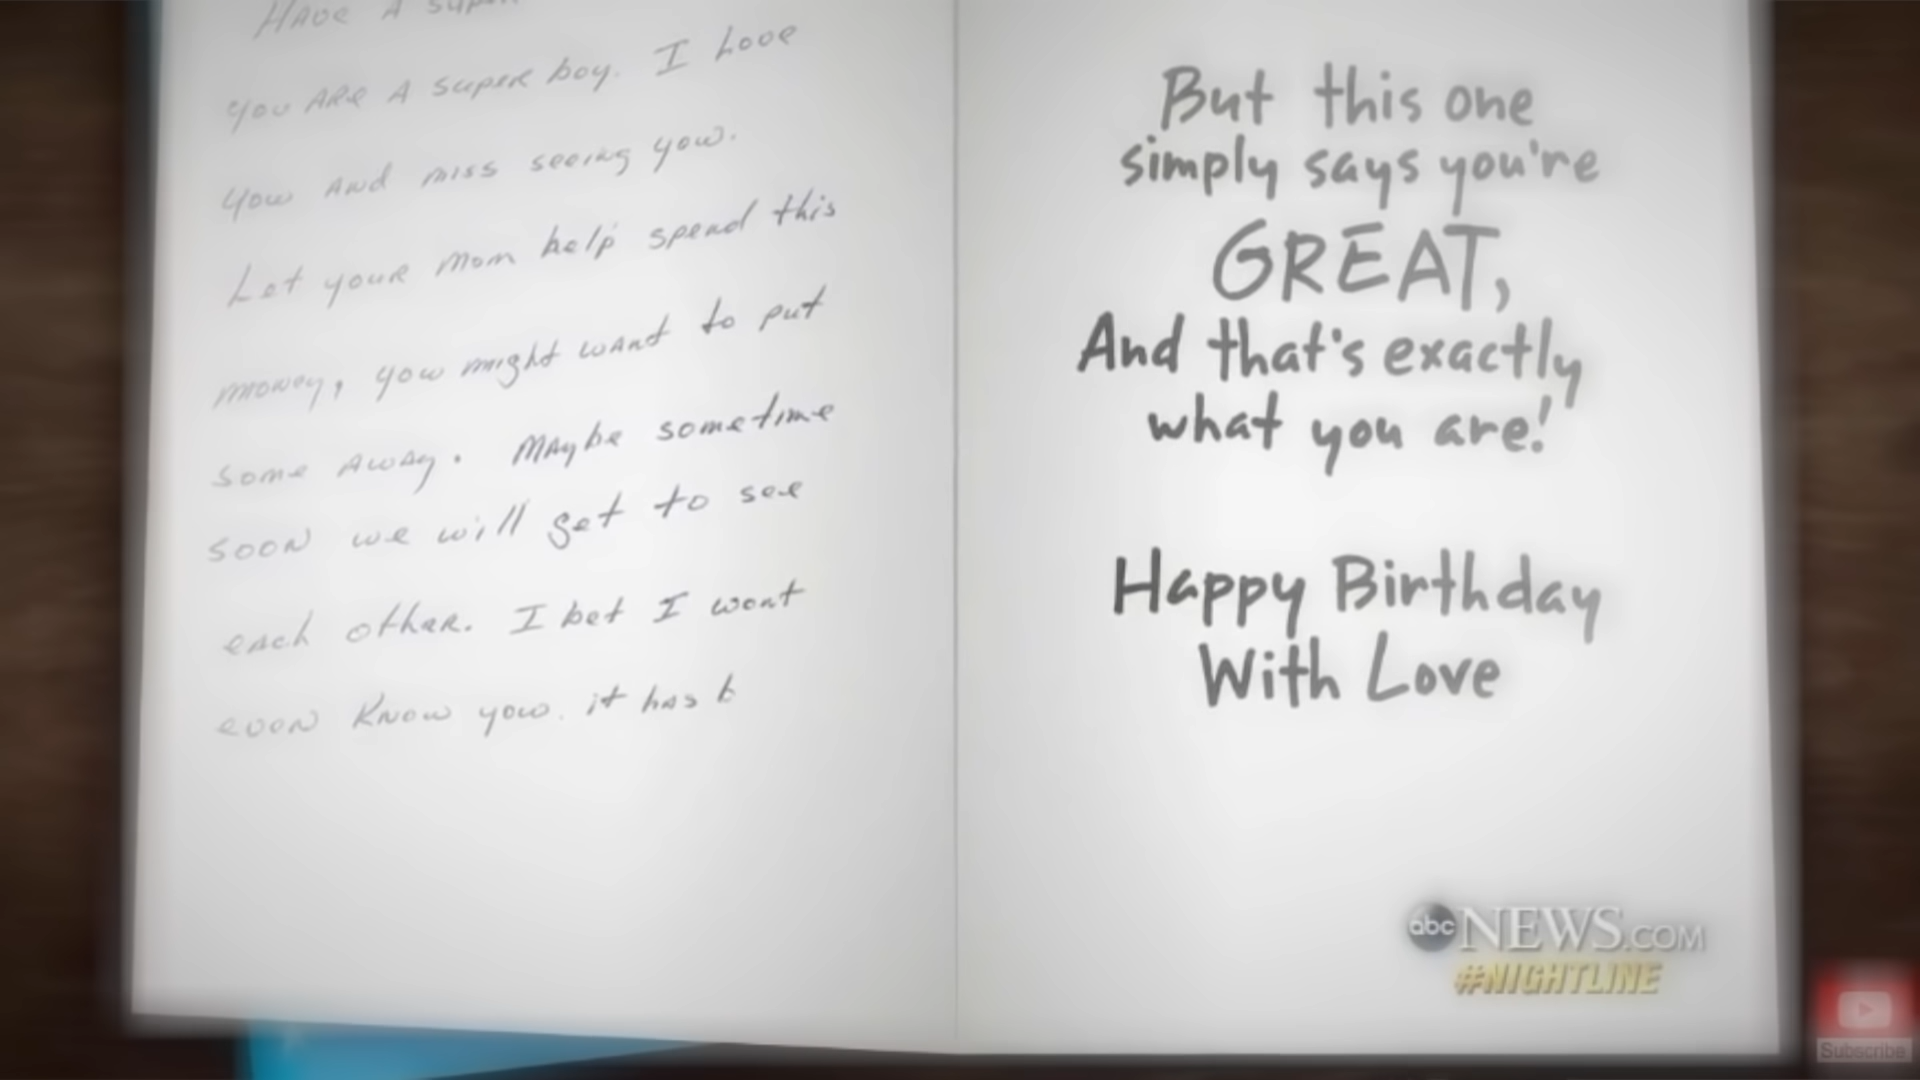 Have A super
you ARE A super boy. I Love
you and miss seeing you.
Let your mom help spend this
money, you might want to put
some away. Maybe sometime
soon we will get to see
each other. I bet I wont
even know you. it has b
But this one
simply says you're
GREAT,
And that's exactly
what you are!
Happy Birthday
With Love
abc NEWS.COM
#NIGHTLINE
Subscribe